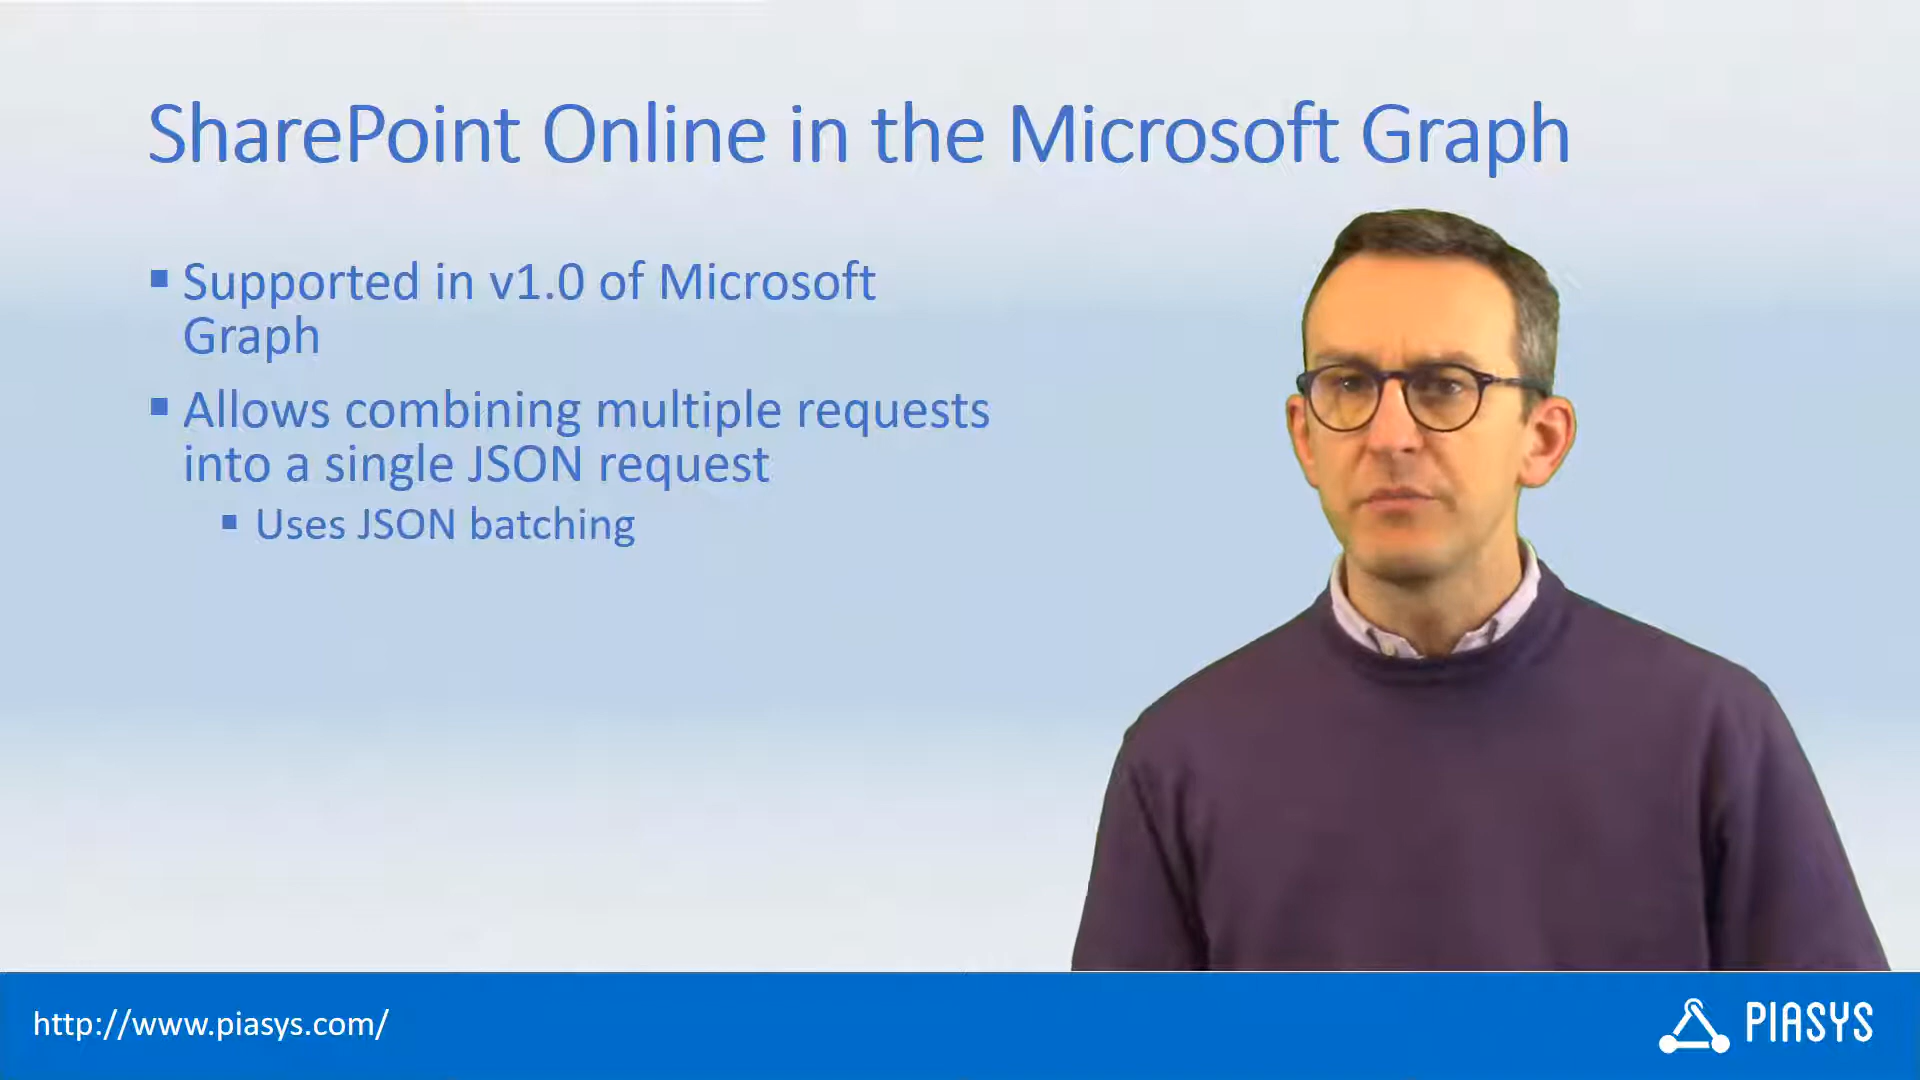 SharePoint Online in the Microsoft Graph
▪ Supported in v1.0 of Microsoft
Graph
▪ Allows combining multiple requests
into a single JSON request
▪ Uses JSON batching
http://www.piasys.com/
PIASYS